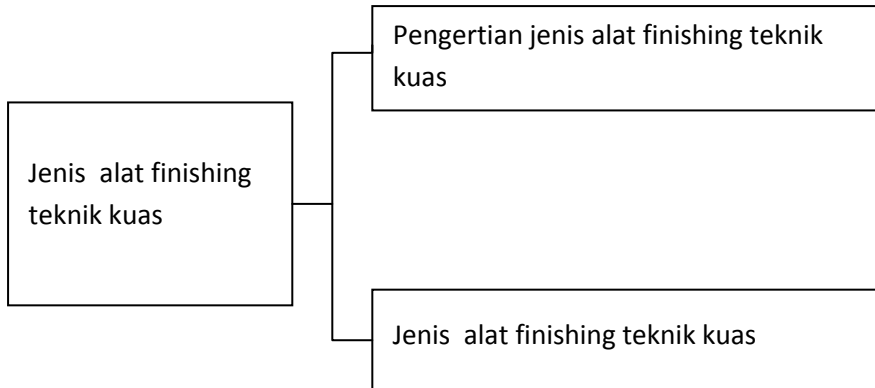 Pengertian jenis alat finishing teknik
kuas
Jenis  alat finishing
teknik kuas
Jenis  alat finishing teknik kuas